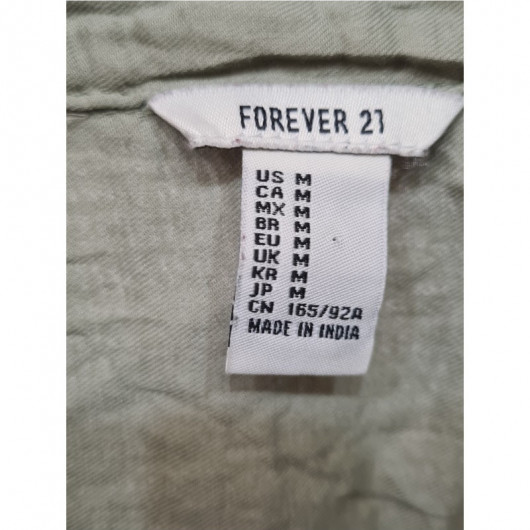 FOREVER 21
US M
CA M
MX M
BR M
EU M
UK M
KR M
JP M
CN 165/92A
MADE IN INDIA